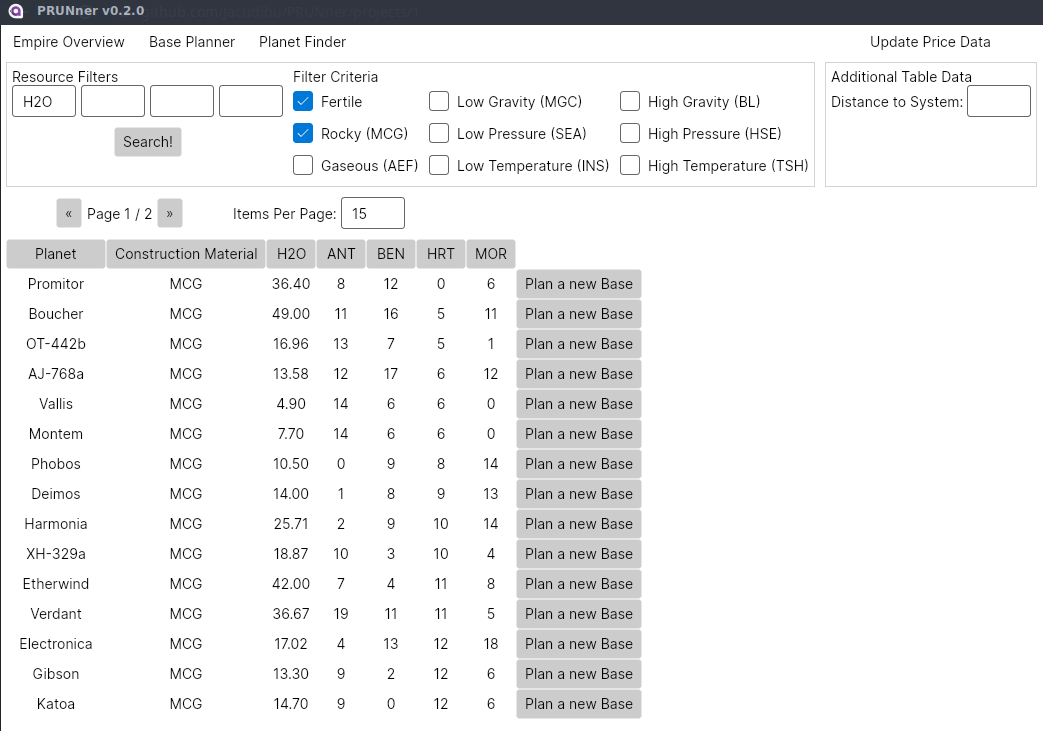 PRUNner v0.2.0
Empire Overview Base Planner Planet Finder Update Price Data
Resource Filters Filter Criteria Additional Table Data
H2O Fertile Low Gravity (MGC) High Gravity (BL) Distance to System:
Rocky (MCG) Low Pressure (SEA) High Pressure (HSE)
Search!
Gaseous (AEF) Low Temperature (INS) High Temperature (TSH)
« Page 1 / 2 » Items Per Page: 15
Planet Construction Material H2O ANT BEN HRT MOR
Promitor MCG 36.40 8 12 0 6 Plan a new Base
Boucher MCG 49.00 11 16 5 11 Plan a new Base
OT-442b MCG 16.96 13 7 5 1 Plan a new Base
AJ-768a MCG 13.58 12 17 6 12 Plan a new Base
Vallis MCG 4.90 14 6 6 0 Plan a new Base
Montem MCG 7.70 14 6 6 0 Plan a new Base
Phobos MCG 10.50 0 9 8 14 Plan a new Base
Deimos MCG 14.00 1 8 9 13 Plan a new Base
Harmonia MCG 25.71 2 9 10 14 Plan a new Base
XH-329a MCG 18.87 10 3 10 4 Plan a new Base
Etherwind MCG 42.00 7 4 11 8 Plan a new Base
Verdant MCG 36.67 19 11 11 5 Plan a new Base
Electronica MCG 17.02 4 13 12 18 Plan a new Base
Gibson MCG 13.30 9 2 12 6 Plan a new Base
Katoa MCG 14.70 9 0 12 6 Plan a new Base